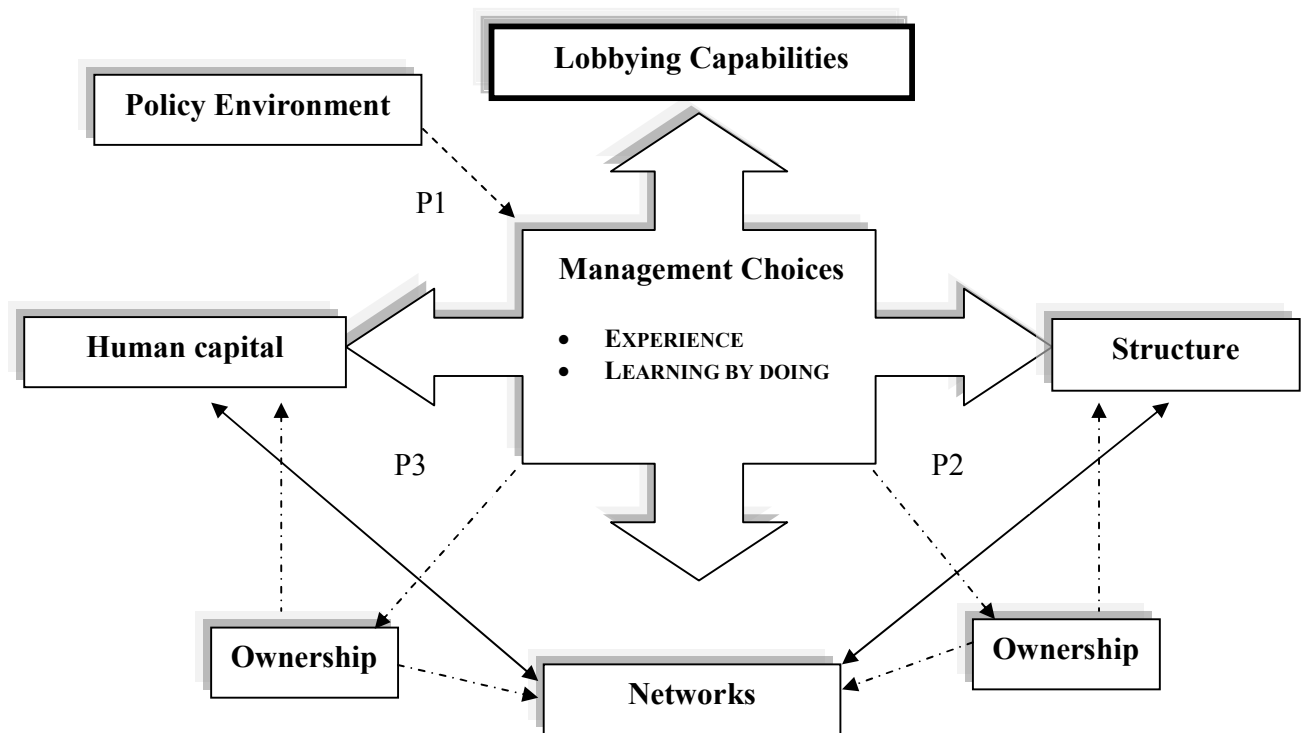 Lobbying Capabilities
Policy Environment
P1
Management Choices
Human capital
• EXPERIENCE
• LEARNING BY DOING
Structure
P3
P2
Ownership
Ownership
Networks